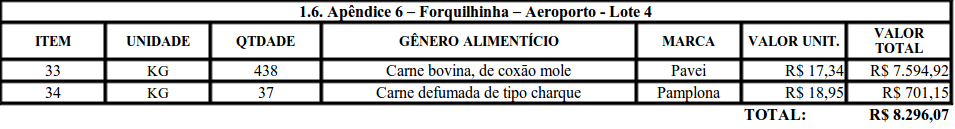 1.6. Apêndice 6 – Forquilhinha – Aeroporto - Lote 4
ITEM UNIDADE QTDADE GÊNERO ALIMENTÍCIO MARCA VALOR UNIT. VALOR TOTAL
33 KG 438 Carne bovina, de coxão mole Pavei R$ 17,34 R$ 7.594,92
34 KG 37 Carne defumada de tipo charque Pamplona R$ 18,95 R$ 701,15
TOTAL: R$ 8.296,07